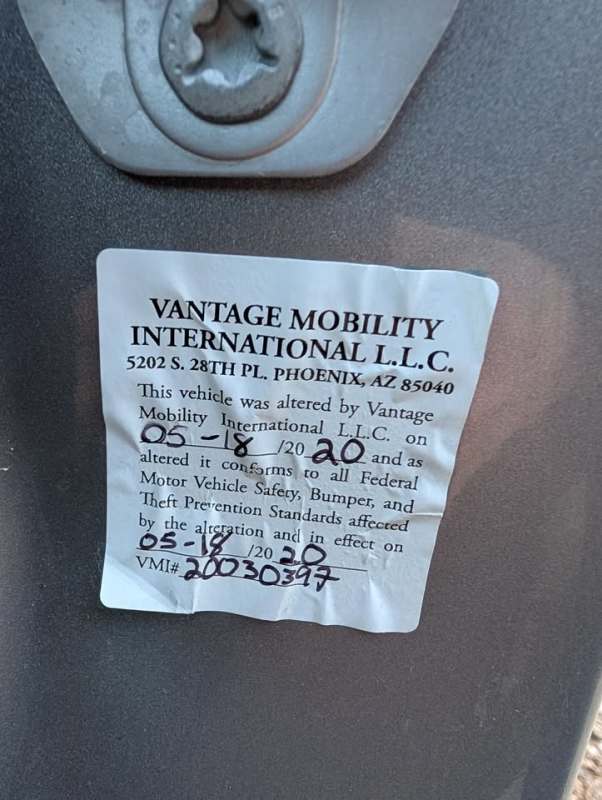 VANTAGE MOBILITY
INTERNATIONAL L.L.C.
5202 S. 28TH PL. PHOENIX, AZ 85040
This vehicle was altered by Vantage
Mobility International L.L.C. on
05-18 /20 20 and as
altered it conforms to all Federal
Motor Vehicle Safety, Bumper, and
Theft Prevention Standards affected
by the alteration and in effect on
05-18 /20 20
VMI# 20030397